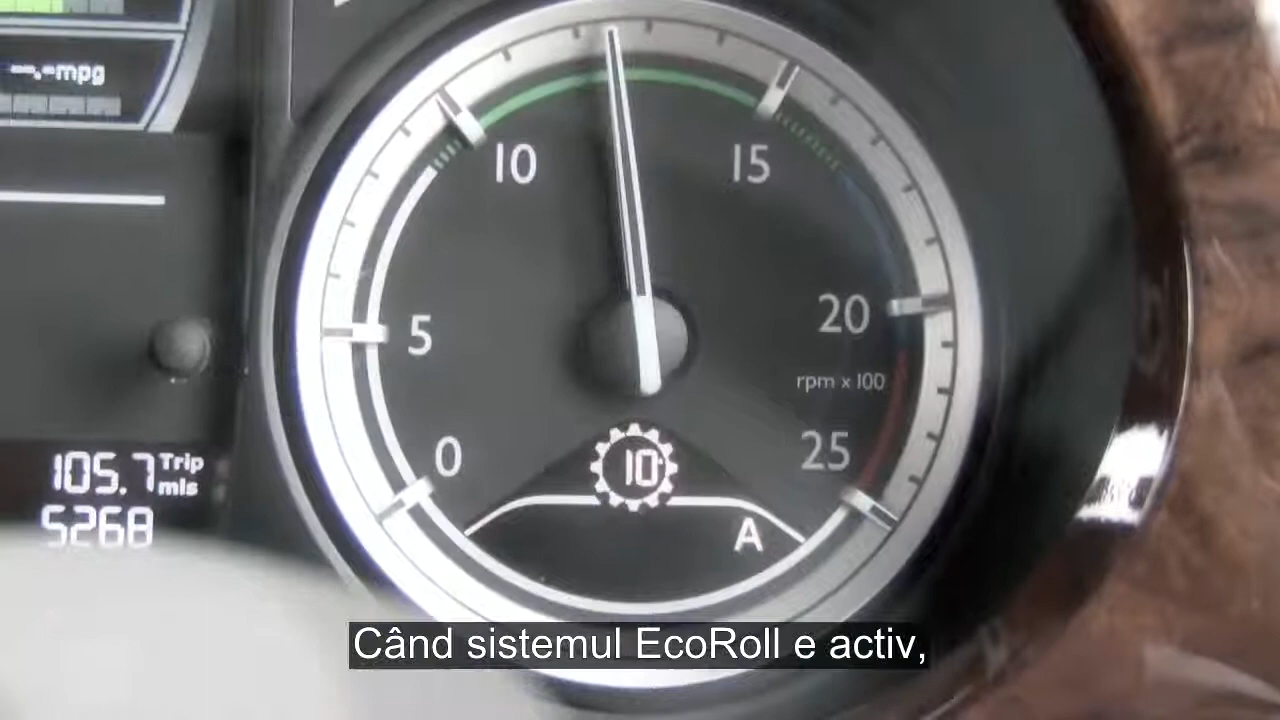 --.-mpg
10
15
5
20
rpm x 100
0
25
10
105.7 Trip mls
5268
A
Când sistemul EcoRoll e activ,